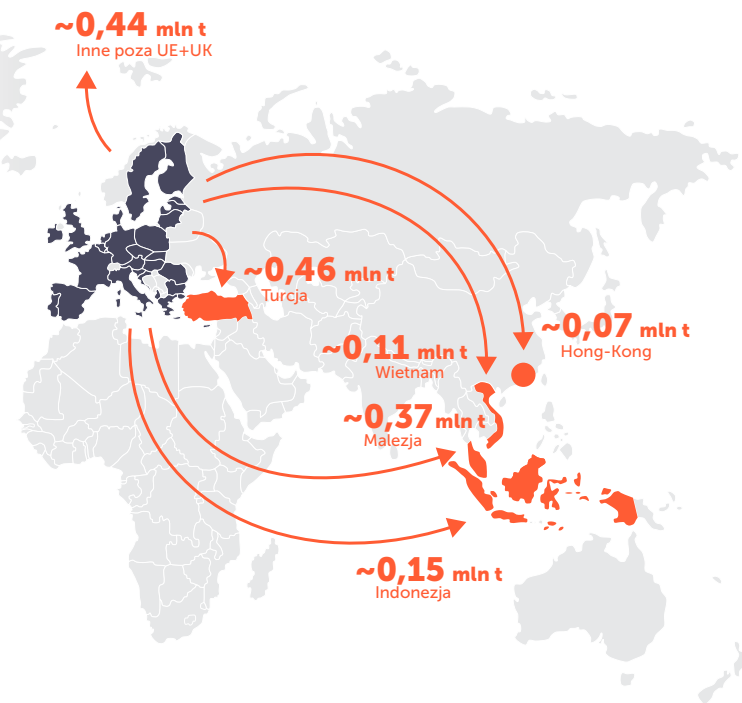 ~0,44 mln t
Inne poza UE+UK
~0,46 mln t
Turcja
~0,07 mln t
Hong-Kong
~0,11 mln t
Wietnam
~0,37 mln t
Malezja
~0,15 mln t
Indonezja